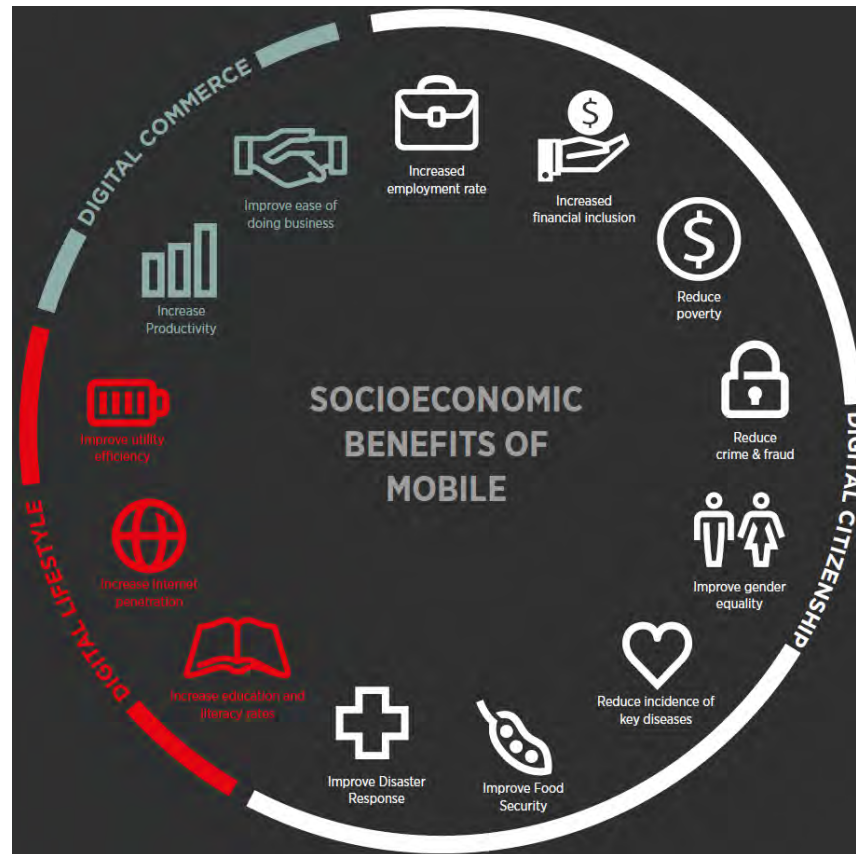 SOCIOECONOMIC
BENEFITS OF
MOBILE
DIGITAL COMMERCE
Improve ease of
doing business
Increase
Productivity
DIGITAL LIFESTYLE
Improve utility
efficiency
Increase internet
penetration
Increase education and
literacy rates
DIGITAL CITIZENSHIP
Increased
employment rate
Increased
financial inclusion
$
Reduce
poverty
$
Reduce
crime & fraud
Improve gender
equality
Reduce incidence of
key diseases
Improve Food
Security
Improve Disaster
Response